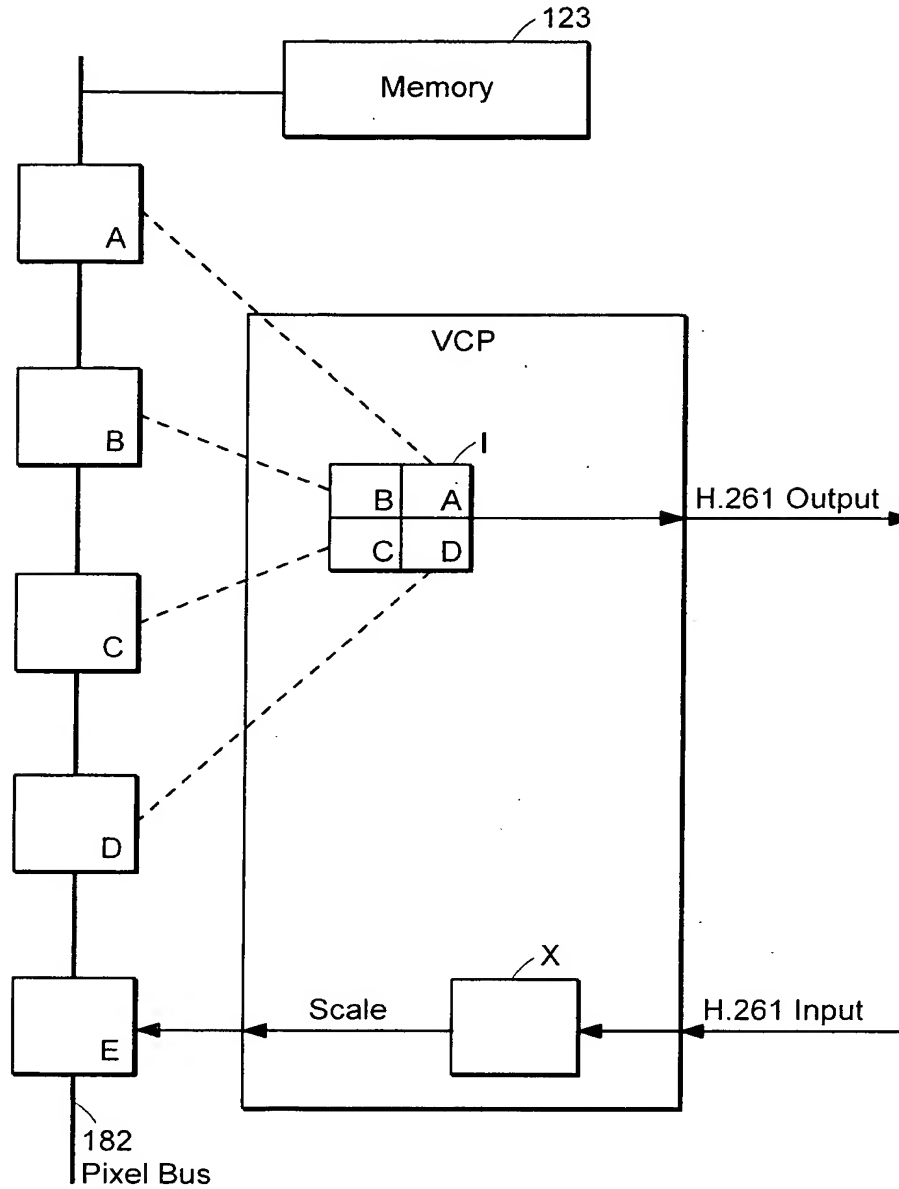 123
Memory
A
VCP
B
I
B A
H.261 Output
C D
C
D
X
Scale
H.261 Input
E
182
Pixel Bus